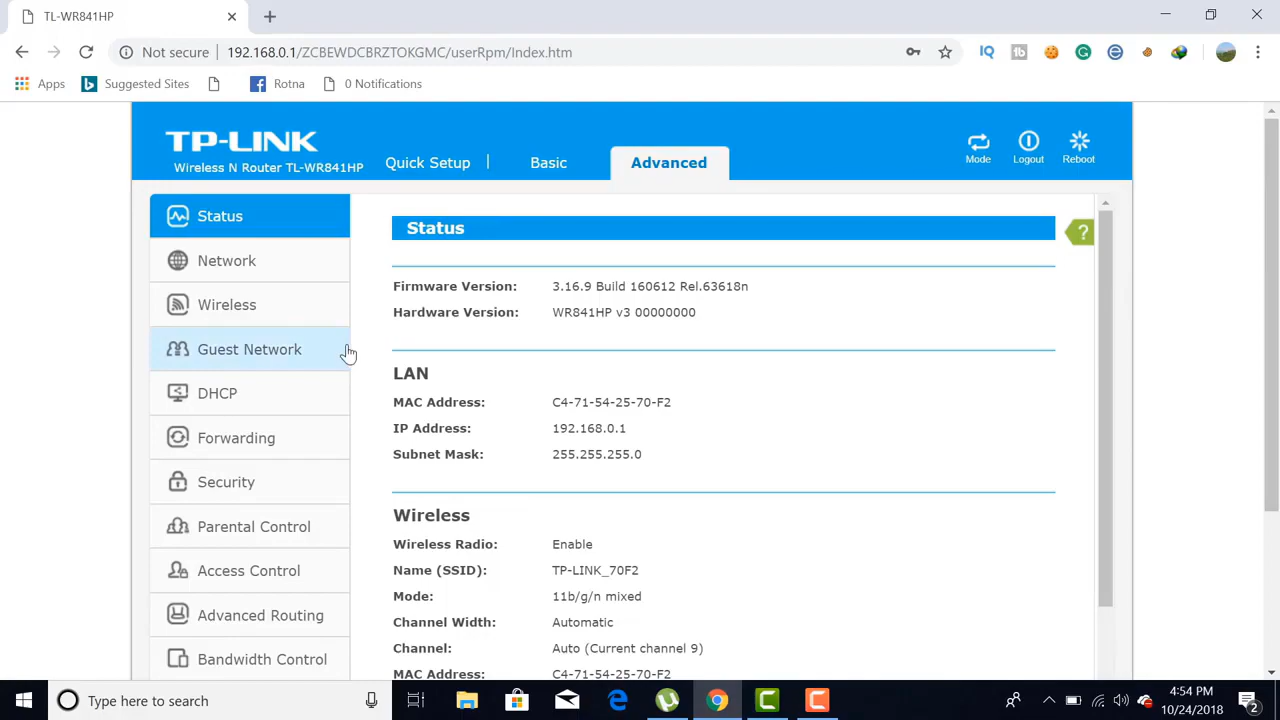 TL-WR841HP
Not secure
192.168.0.1/ZCBEWDCBRZTOKGMC/userRpm/Index.htm
Apps
Suggested Sites
Rotna
0 Notifications
TP-LINK
Wireless N Router TL-WR841HP
Quick Setup
Basic
Advanced
Mode
Logout
Reboot
Status
Network
Wireless
Guest Network
DHCP
Forwarding
Security
Parental Control
Access Control
Advanced Routing
Bandwidth Control
Status
?
Firmware Version: 3.16.9 Build 160612 Rel.63618n
Hardware Version: WR841HP v3 00000000
LAN
MAC Address: C4-71-54-25-70-F2
IP Address: 192.168.0.1
Subnet Mask: 255.255.255.0
Wireless
Wireless Radio: Enable
Name (SSID): TP-LINK_70F2
Mode: 11b/g/n mixed
Channel Width: Automatic
Channel: Auto (Current channel 9)
MAC Address: C4-71-54-25-70-F2
Type here to search
4:54 PM
10/24/2018
2